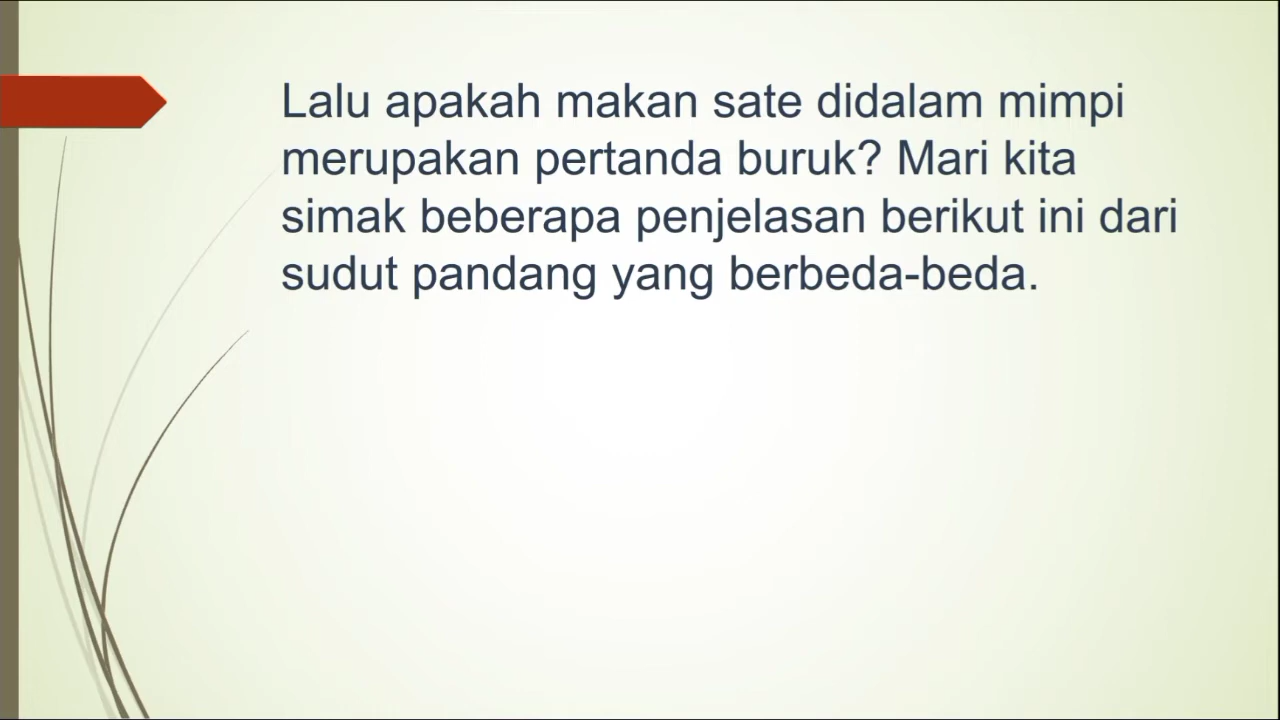 Lalu apakah makan sate didalam mimpi
merupakan pertanda buruk? Mari kita
simak beberapa penjelasan berikut ini dari
sudut pandang yang berbeda-beda.